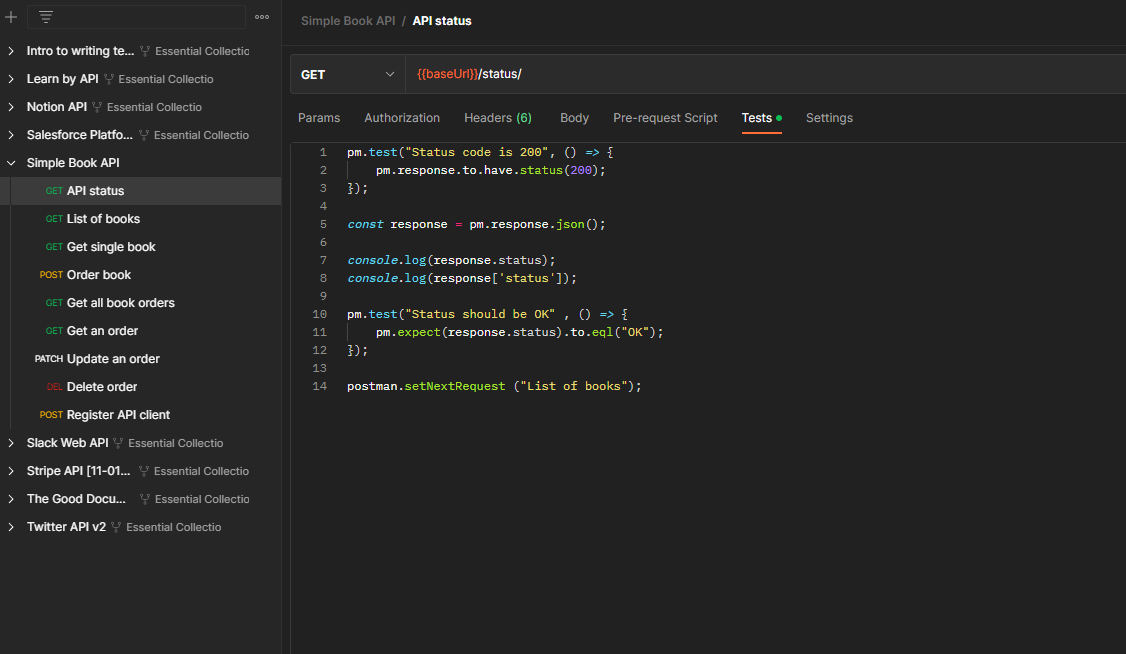 Intro to writing te... Essential Collectio
Learn by API Essential Collectio
Notion API Essential Collectio
Salesforce Platfo... Essential Collectio
Simple Book API
GET API status
GET List of books
GET Get single book
POST Order book
GET Get all book orders
GET Get an order
PATCH Update an order
DEL Delete order
POST Register API client
Slack Web API Essential Collectio
Stripe API [11-01... Essential Collectio
The Good Docu... Essential Collectio
Twitter API v2 Essential Collectio
Simple Book API / API status
GET {{baseUrl}}/status/
Params Authorization Headers (6) Body Pre-request Script Tests Settings
1 pm.test("Status code is 200", () => {
2 pm.response.to.have.status(200);
3 });
4
5 const response = pm.response.json();
6
7 console.log(response.status);
8 console.log(response['status']);
9
10 pm.test("Status should be OK" , () => {
11 pm.expect(response.status).to.eql("OK");
12 });
13
14 postman.setNextRequest ("List of books");